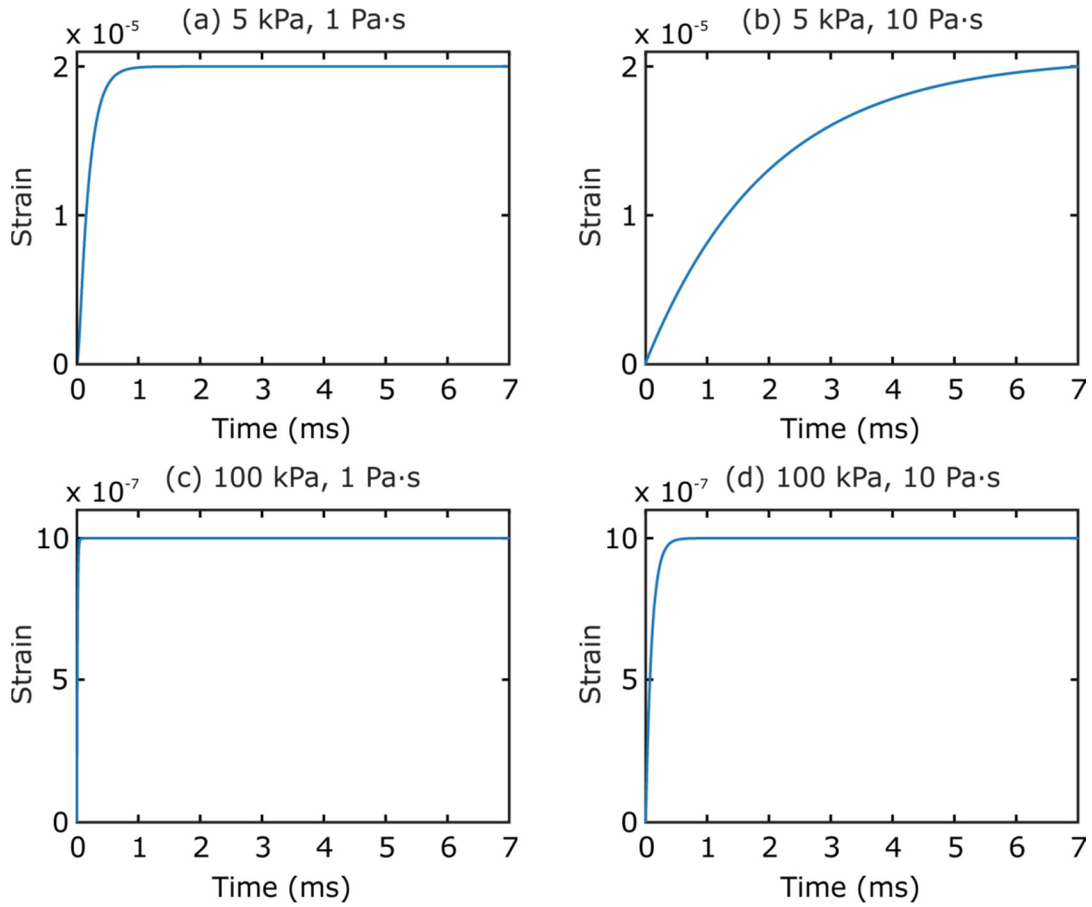 (a) 5 kPa, 1 Pa·s
x 10⁻⁵
2
1
0
Strain
0 1 2 3 4 5 6 7
Time (ms)
(b) 5 kPa, 10 Pa·s
x 10⁻⁵
2
1
0
Strain
0 1 2 3 4 5 6 7
Time (ms)
(c) 100 kPa, 1 Pa·s
x 10⁻⁷
10
5
0
Strain
0 1 2 3 4 5 6 7
Time (ms)
(d) 100 kPa, 10 Pa·s
x 10⁻⁷
10
5
0
Strain
0 1 2 3 4 5 6 7
Time (ms)